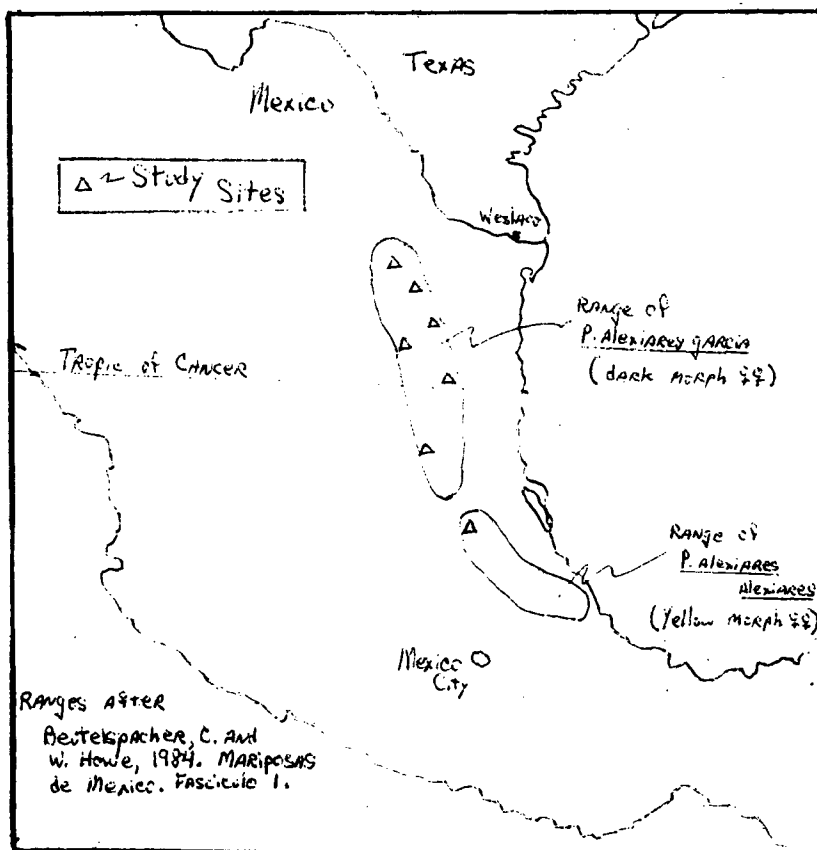 Texas
Mexico
△ ~ Study Sites
Weslaco
Range of
P. Alexiares garcia
(dark morph ♀♀)
Tropic of Cancer
Range of
P. Alexiares
Alexiares
(Yellow morph ♀♀)
Mexico
City
Ranges after
Beutelspacher, C. and
W. Howe, 1984. Mariposas
de Mexico. Fasciculo 1.